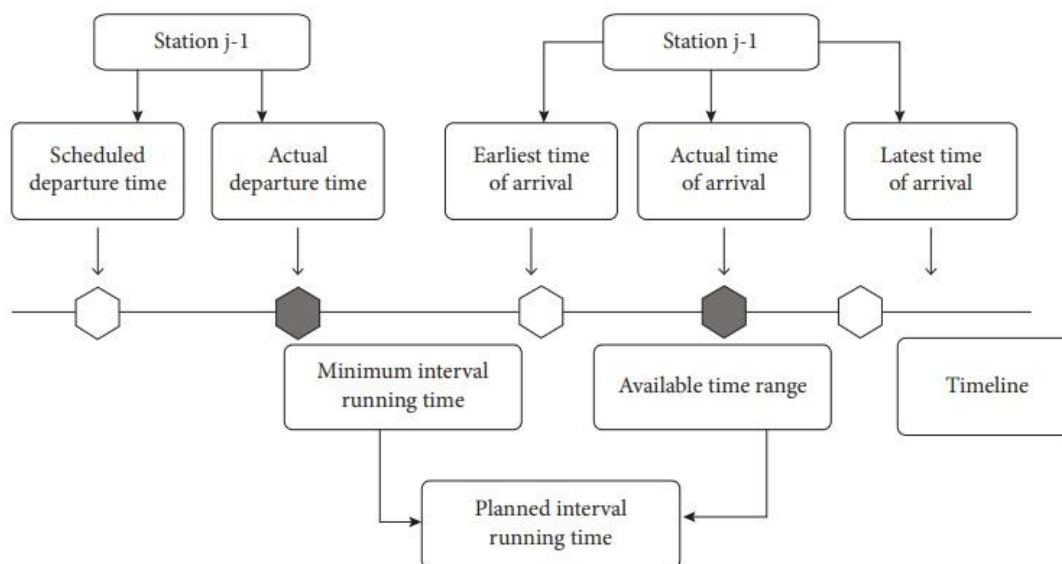 Station j-1
Station j-1
Scheduled
departure time
Actual
departure time
Earliest time
of arrival
Actual time
of arrival
Latest time
of arrival
Minimum interval
running time
Available time range
Timeline
Planned interval
running time